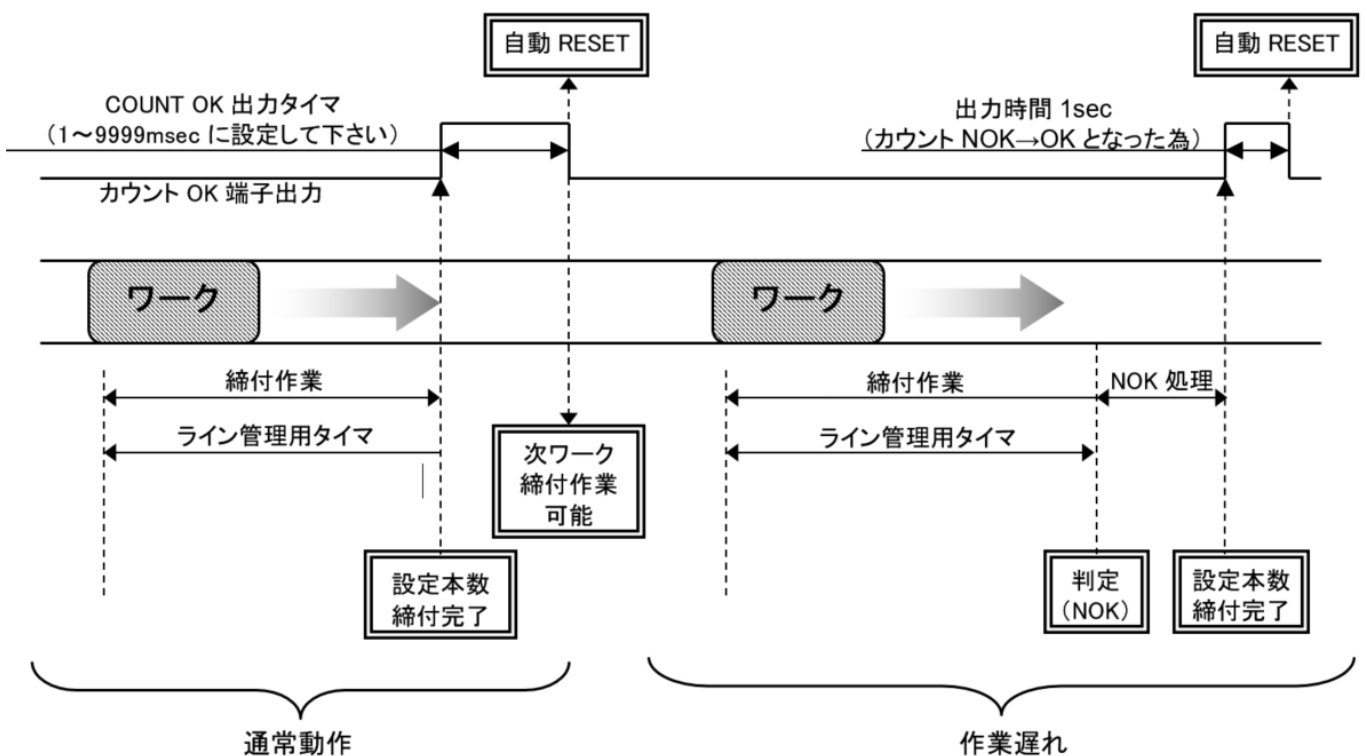 自動 RESET
自動 RESET
COUNT OK 出力タイマ
(1～9999msec に設定して下さい)
出力時間 1sec
(カウント NOK→OK となった為)
カウント OK 端子出力
ワーク
ワーク
締付作業
締付作業
NOK 処理
ライン管理用タイマ
ライン管理用タイマ
次ワーク
締付作業
可能
設定本数
締付完了
判定
(NOK)
設定本数
締付完了
通常動作
作業遅れ